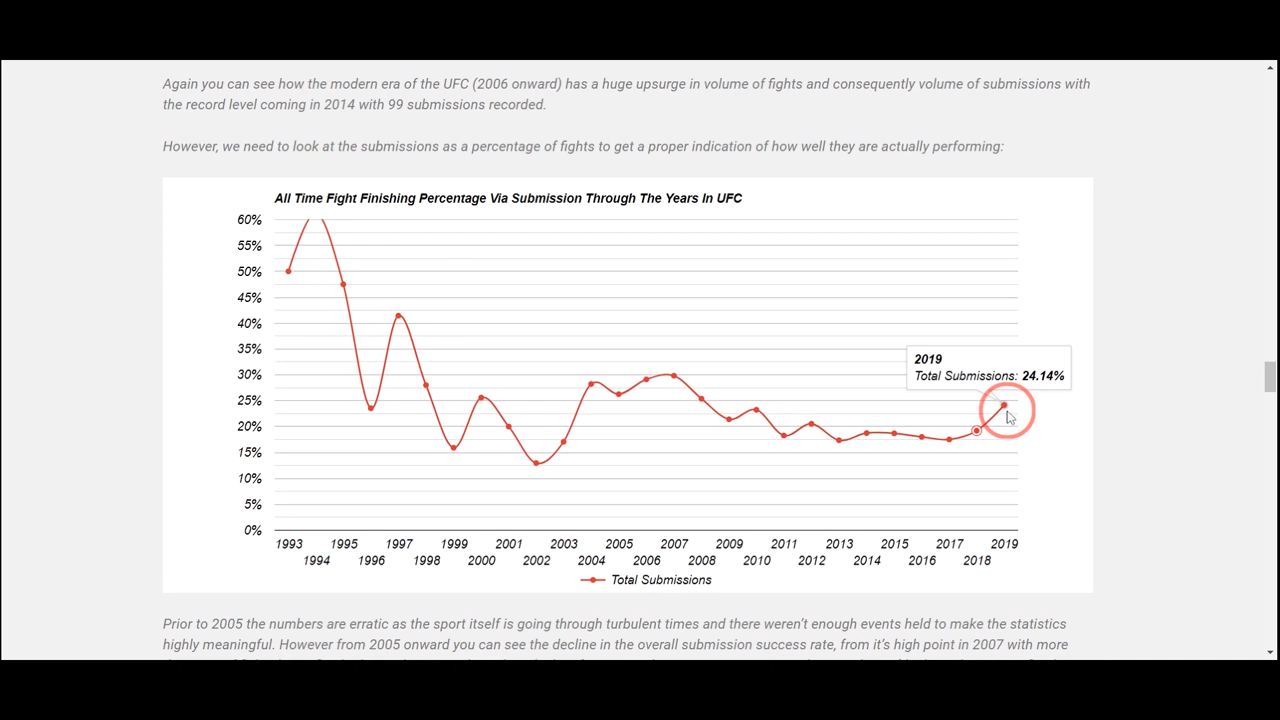 Again you can see how the modern era of the UFC (2006 onward) has a huge upsurge in volume of fights and consequently volume of submissions with
the record level coming in 2014 with 99 submissions recorded.
However, we need to look at the submissions as a percentage of fights to get a proper indication of how well they are actually performing:
All Time Fight Finishing Percentage Via Submission Through The Years In UFC
60%
55%
50%
45%
40%
35%
30%
25%
20%
15%
10%
5%
0%
2019
Total Submissions: 24.14%
1993 1995 1997 1999 2001 2003 2005 2007 2009 2011 2013 2015 2017 2019
1994 1996 1998 2000 2002 2004 2006 2008 2010 2012 2014 2016 2018
Total Submissions
Prior to 2005 the numbers are erratic as the sport itself is going through turbulent times and there weren't enough events held to make the statistics
highly meaningful. However from 2005 onward you can see the decline in the overall submission success rate, from it's high point in 2007 with more